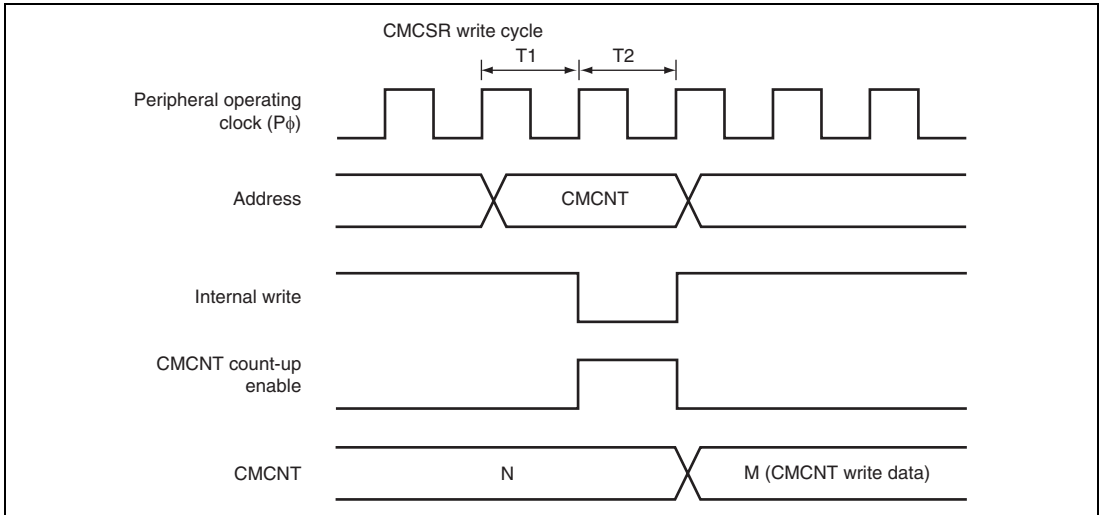 CMCSR write cycle
T1
T2
Peripheral operating
clock (Pϕ)
Address
CMCNT
Internal write
CMCNT count-up
enable
CMCNT
N
M (CMCNT write data)